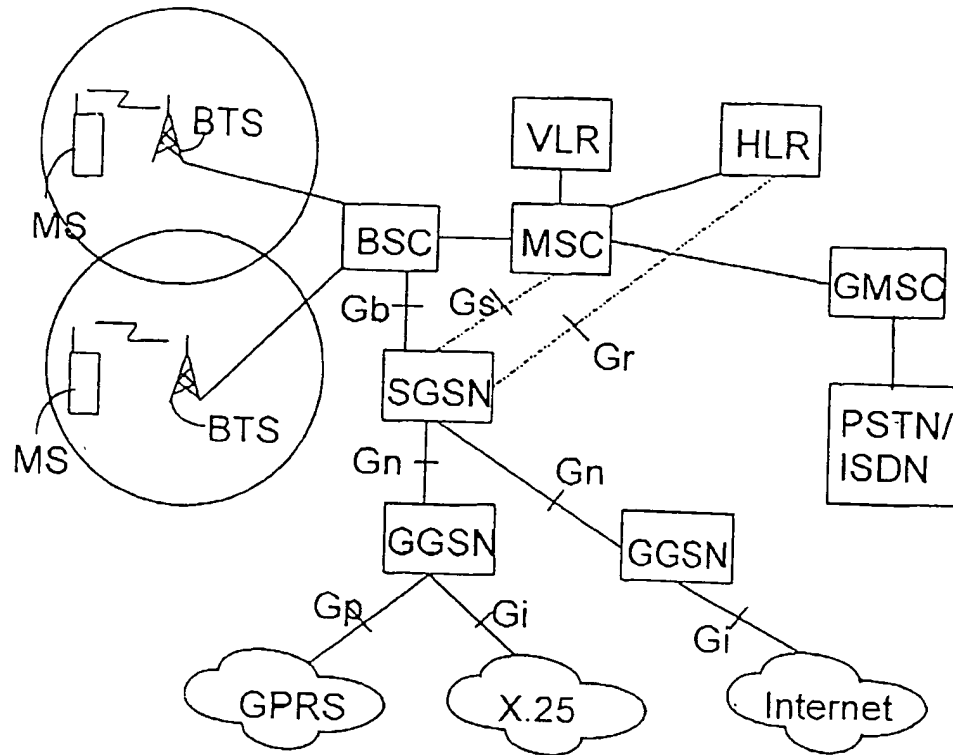 BTS
VLR
HLR
MS
BSC
MSC
GMSC
Gb
Gs
Gr
SGSN
BTS
MS
PSTN/
ISDN
Gn
Gn
GGSN
GGSN
Gp
Gi
Gi
GPRS
X.25
Internet